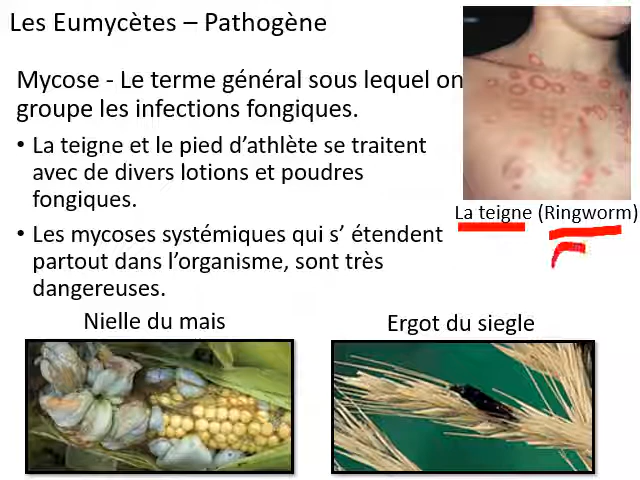 Les Eumycètes – Pathogène
Mycose - Le terme général sous lequel on
groupe les infections fongiques.
• La teigne et le pied d’athlète se traitent
avec de divers lotions et poudres
fongiques.
La teigne (Ringworm)
• Les mycoses systémiques qui s’ étendent
partout dans l’organisme, sont très
dangereuses.
Nielle du mais
Ergot du siegle